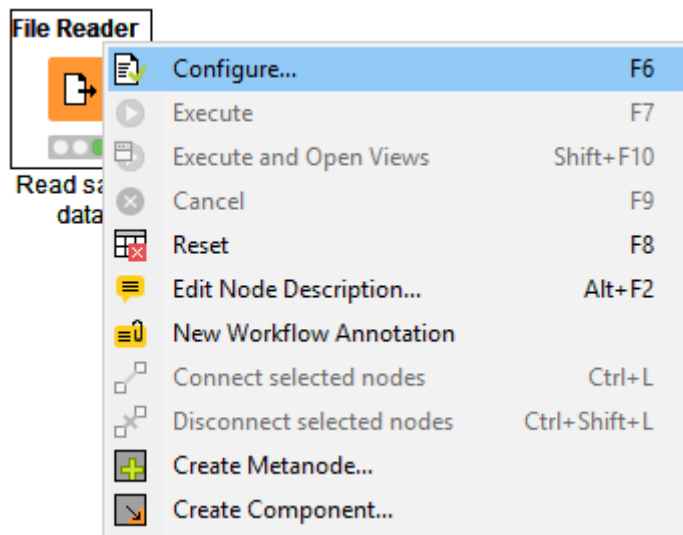 File Reader
Configure... F6
Execute F7
Execute and Open Views Shift+F10
Cancel F9
Reset F8
Edit Node Description... Alt+F2
New Workflow Annotation
Connect selected nodes Ctrl+L
Disconnect selected nodes Ctrl+Shift+L
Create Metanode...
Create Component...
Read
data